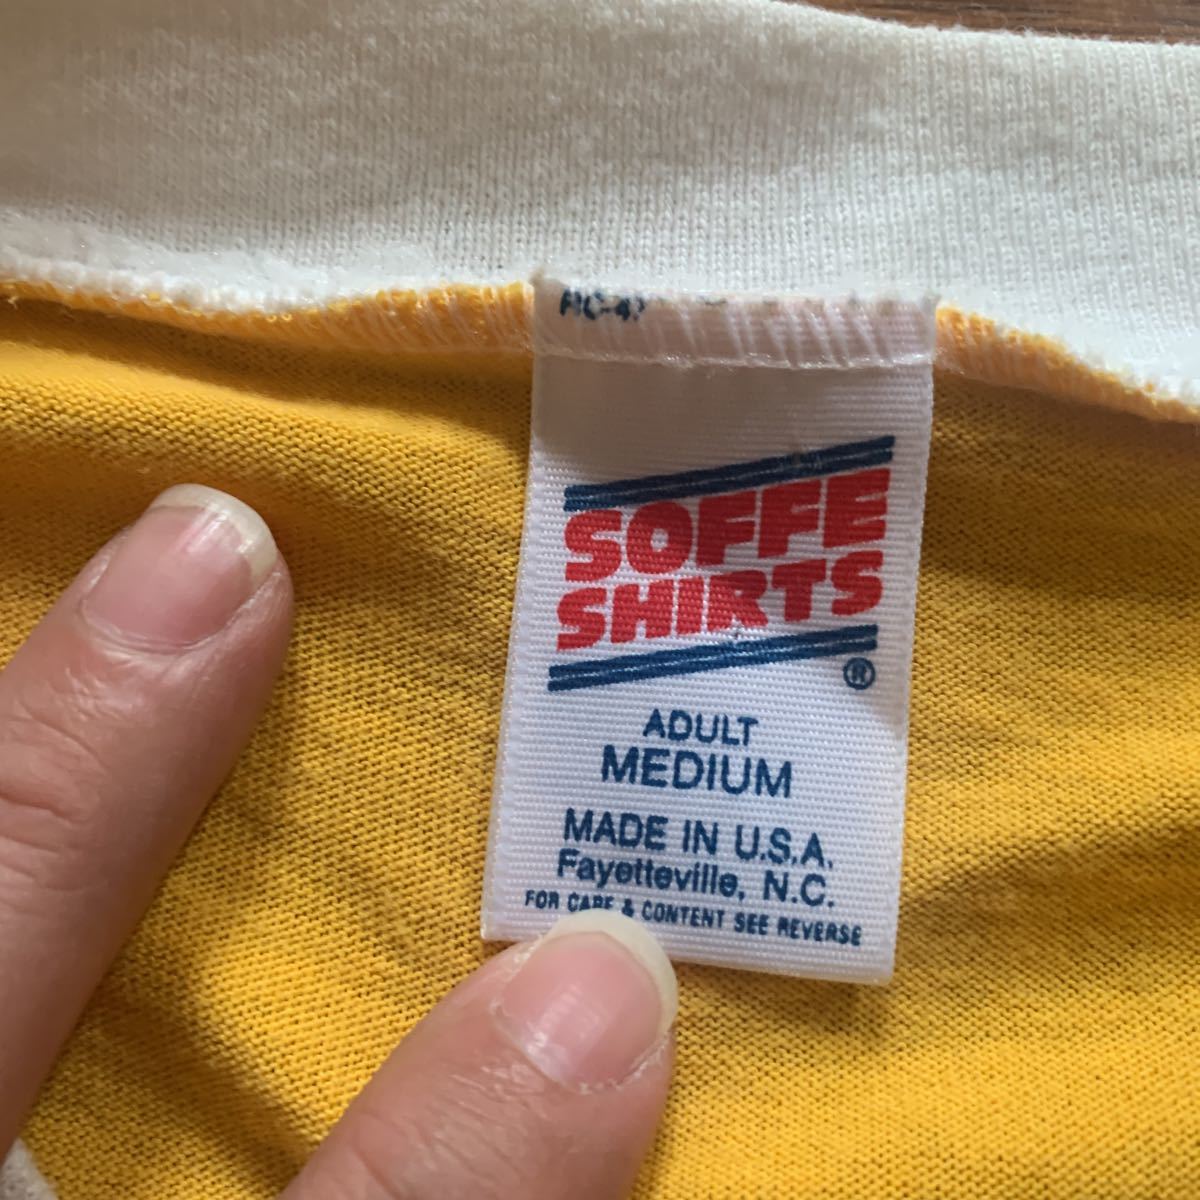 SOFFE
SHIRTS
®
ADULT
MEDIUM
MADE IN U.S.A.
Fayetteville, N.C.
FOR CARE & CONTENT SEE REVERSE